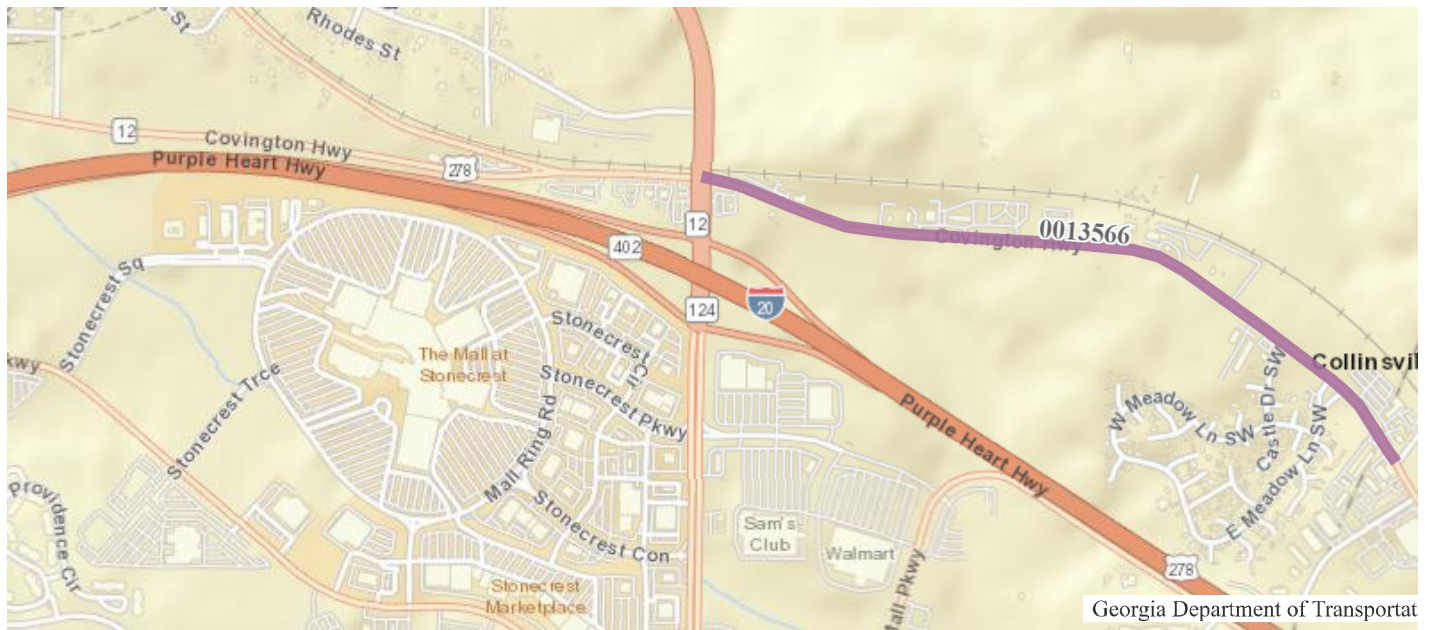 St
Rhodes St
12
Covington Hwy
Purple Heart Hwy
278
12
0013566
Covington Hwy
402
Stonecrest Sq
20
124
Stonecrest Cir
The Mall at
Stonecrest
kwy
Collinsvil
Stonecrest Trce
Stonecrest Pkwy
Mall Ring Rd
W Meadow Ln SW
Castle Dr SW
E Meadow Ln SW
Purple Heart Hwy
Providence Cir
Stonecrest Con
Sam's
Club
Walmart
Mall Pkwy
278
Stonecrest
Marketplace
Georgia Department of Transportat